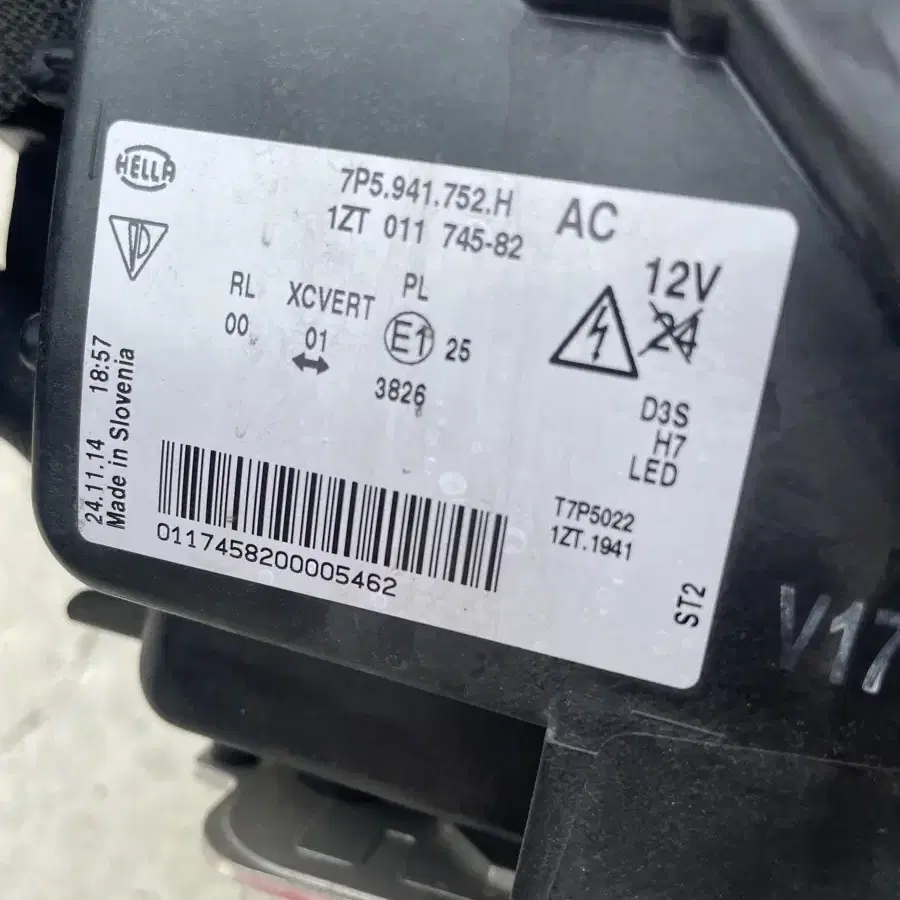 HELLA
7P5.941.752.H
1ZT 011 745-82
AC
12V
24
RL
XCVERT
PL
00
01
E1
25
3826
D3S
H7
LED
24.11.14 18:57
Made in Slovenia
0117458200005462
T7P5022
1ZT.1941
ST2
V17